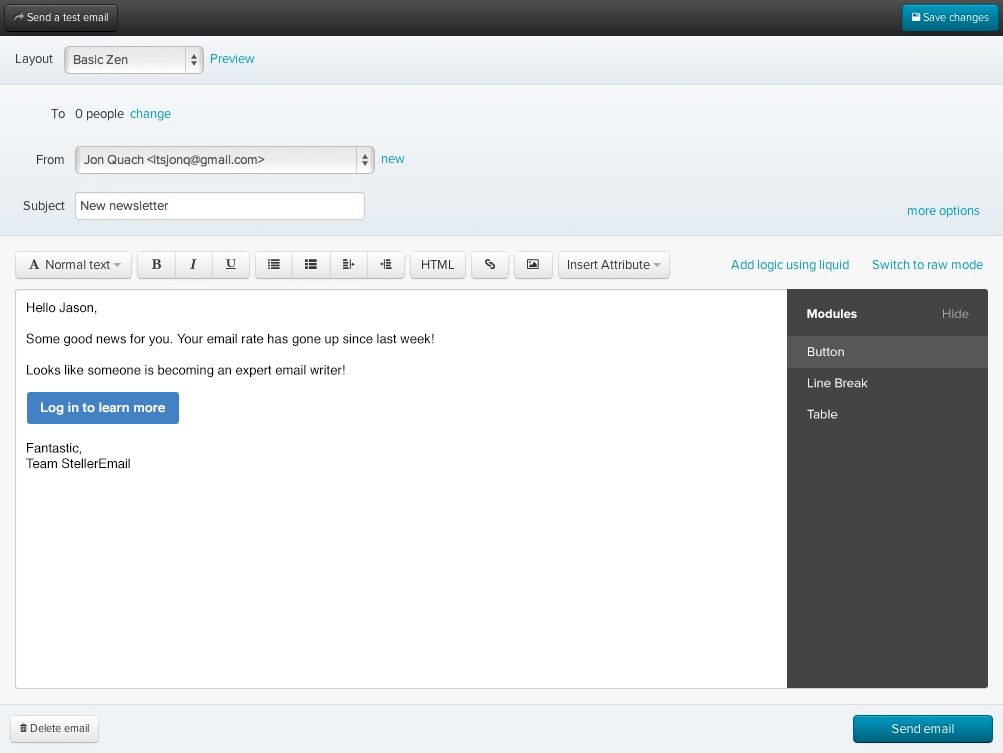 Send a test email
Save changes
Layout Basic Zen Preview
To 0 people change
From Jon Quach <itsjonq@gmail.com> new
Subject New newsletter
more options
A Normal text B I U HTML Insert Attribute Add logic using liquid Switch to raw mode
Hello Jason,
Some good news for you. Your email rate has gone up since last week!
Looks like someone is becoming an expert email writer!
Log in to learn more
Fantastic,
Team StellerEmail
Modules Hide
Button
Line Break
Table
Delete email
Send email